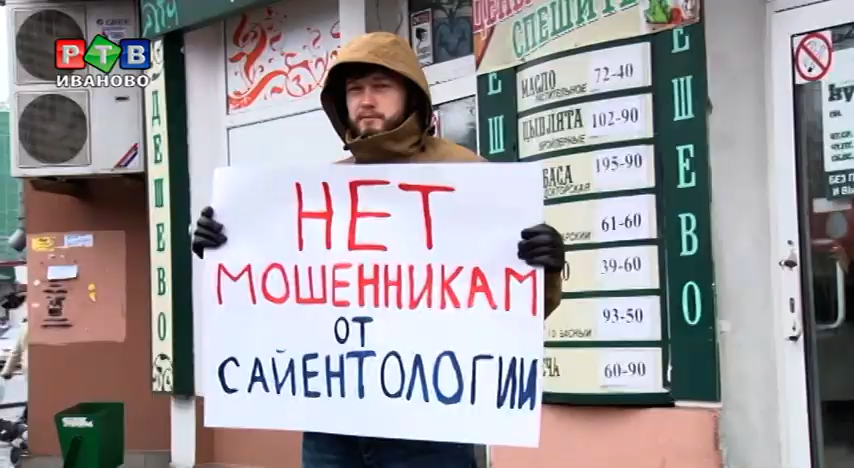 РТВ
ИВАНОВО
НЕТ
МОШЕННИКАМ
ОТ
САЙЕНТОЛОГИИ
СПЕШИТЕ
МАСЛО
РАСТИТЕЛЬНОЕ
72-40
ЦЫПЛЯТА
БРОЙЛЕРНЫЕ
102-90
195-90
61-60
39-60
93-50
60-90
ДЕШЕВО
ДЕШЕВО